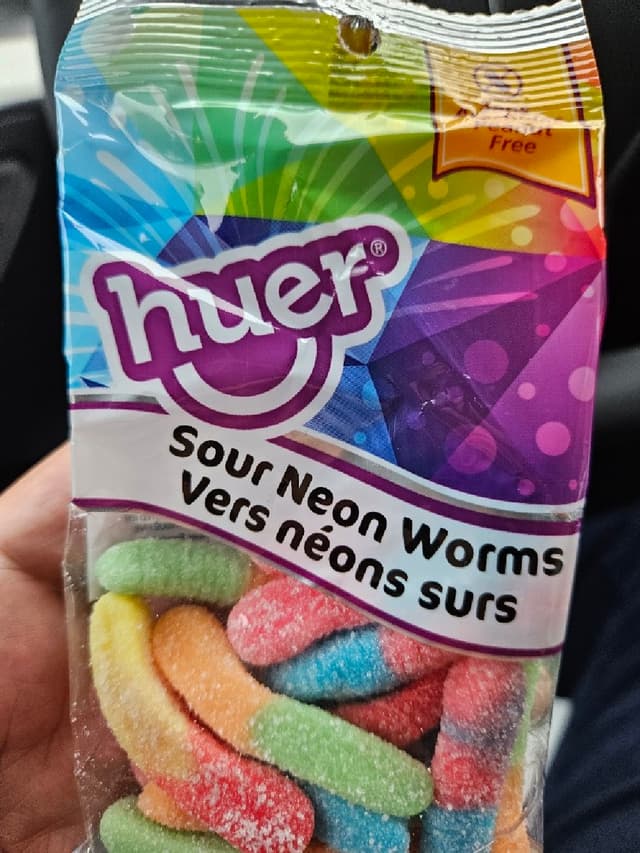 Free
huer®
Sour Neon Worms
Vers néons surs